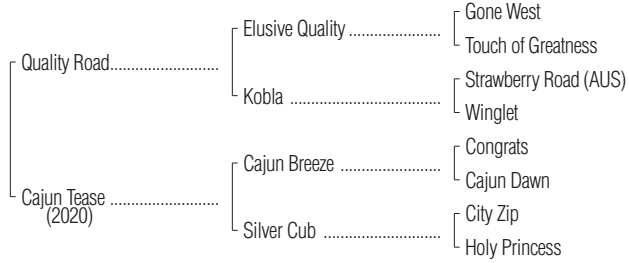 Gone West
Elusive Quality ....................
Touch of Greatness
Quality Road........................
Strawberry Road (AUS)
Kobla .................................
Winglet
Congrats
Cajun Breeze ......................
Cajun Dawn
Cajun Tease ........................
(2020)
City Zip
Silver Cub .........................
Holy Princess